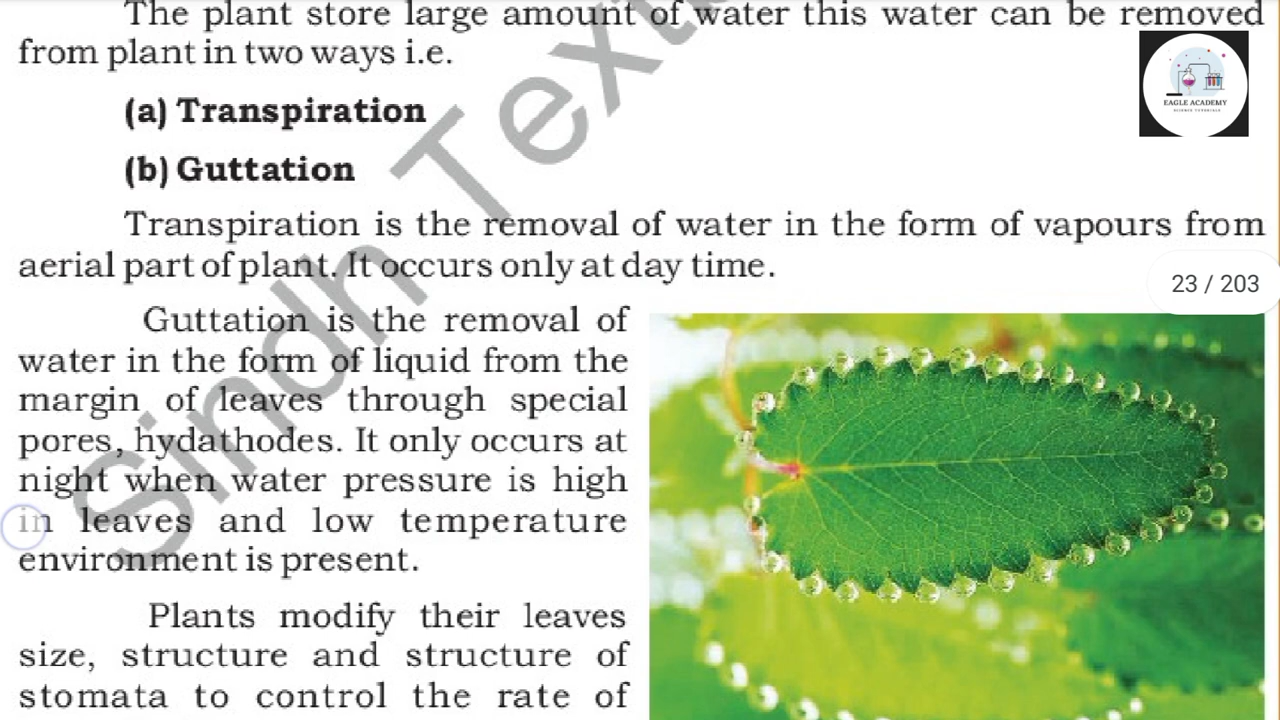 The plant store large amount of water this water can be removed
from plant in two ways i.e.
(a) Transpiration
(b) Guttation
Transpiration is the removal of water in the form of vapours from
aerial part of plant. It occurs only at day time.
Guttation is the removal of
water in the form of liquid from the
margin of leaves through special
pores, hydathodes. It only occurs at
night when water pressure is high
in leaves and low temperature
environment is present.
Plants modify their leaves
size, structure and structure of
stomata to control the rate of
EAGLE ACADEMY
SCIENCE TUTORIALS
23 / 203
Sindh Text